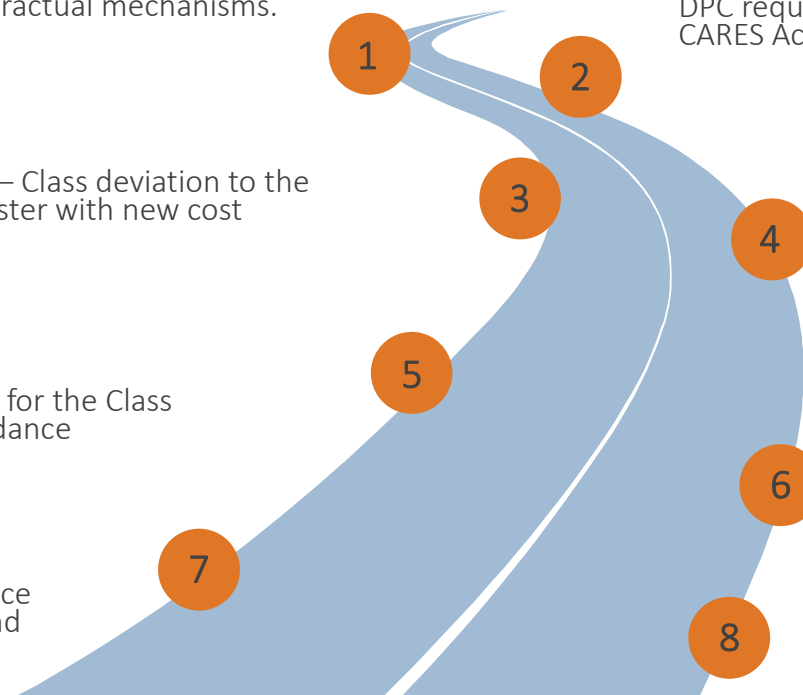 ractual mechanisms.
1
DPC requ
CARES Ac
2
– Class deviation to the
ster with new cost
3
4
for the Class
dance
5
6
ce
nd
7
8